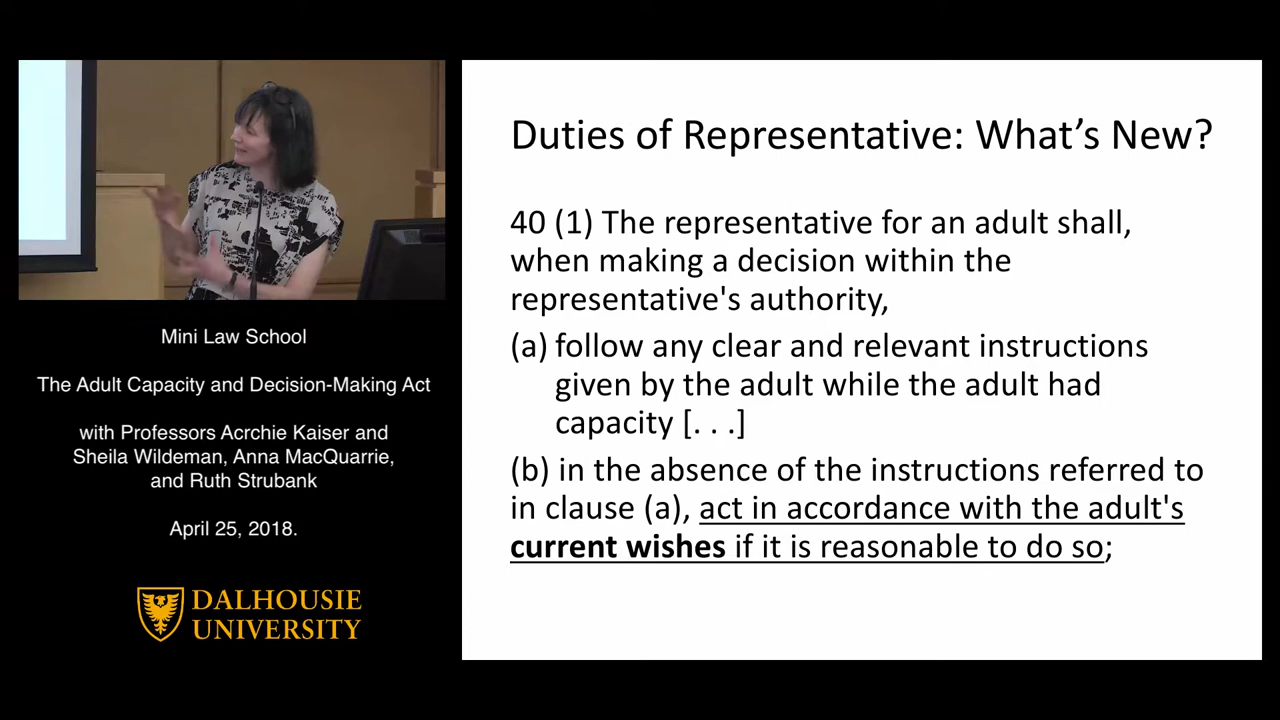 Duties of Representative: What’s New?
40 (1) The representative for an adult shall,
when making a decision within the
representative's authority,
(a) follow any clear and relevant instructions
given by the adult while the adult had
capacity [. . .]
(b) in the absence of the instructions referred to
in clause (a), act in accordance with the adult's
current wishes if it is reasonable to do so;
Mini Law School
The Adult Capacity and Decision-Making Act
with Professors Acrchie Kaiser and
Sheila Wildeman, Anna MacQuarrie,
and Ruth Strubank
April 25, 2018.
DALHOUSIE
UNIVERSITY